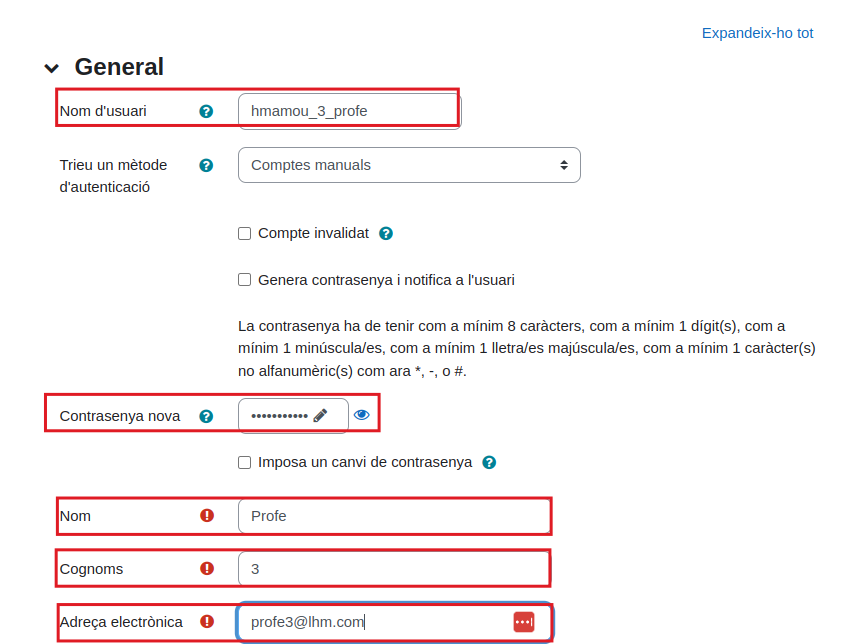 Expandeix-ho tot
General
Nom d'usuari hmamou_3_profe
Trieu un mètode Comptes manuals
d'autenticació
Compte invalidat
Genera contrasenya i notifica a l'usuari
La contrasenya ha de tenir com a mínim 8 caràcters, com a mínim 1 dígit(s), com a
mínim 1 minúscula/es, com a mínim 1 lletra/es majúscula/es, com a mínim 1 caràcter(s)
no alfanumèric(s) com ara *, -, o #.
Contrasenya nova •••••••••••
Imposa un canvi de contrasenya
Nom Profe
Cognoms 3
Adreça electrònica profe3@lhm.com